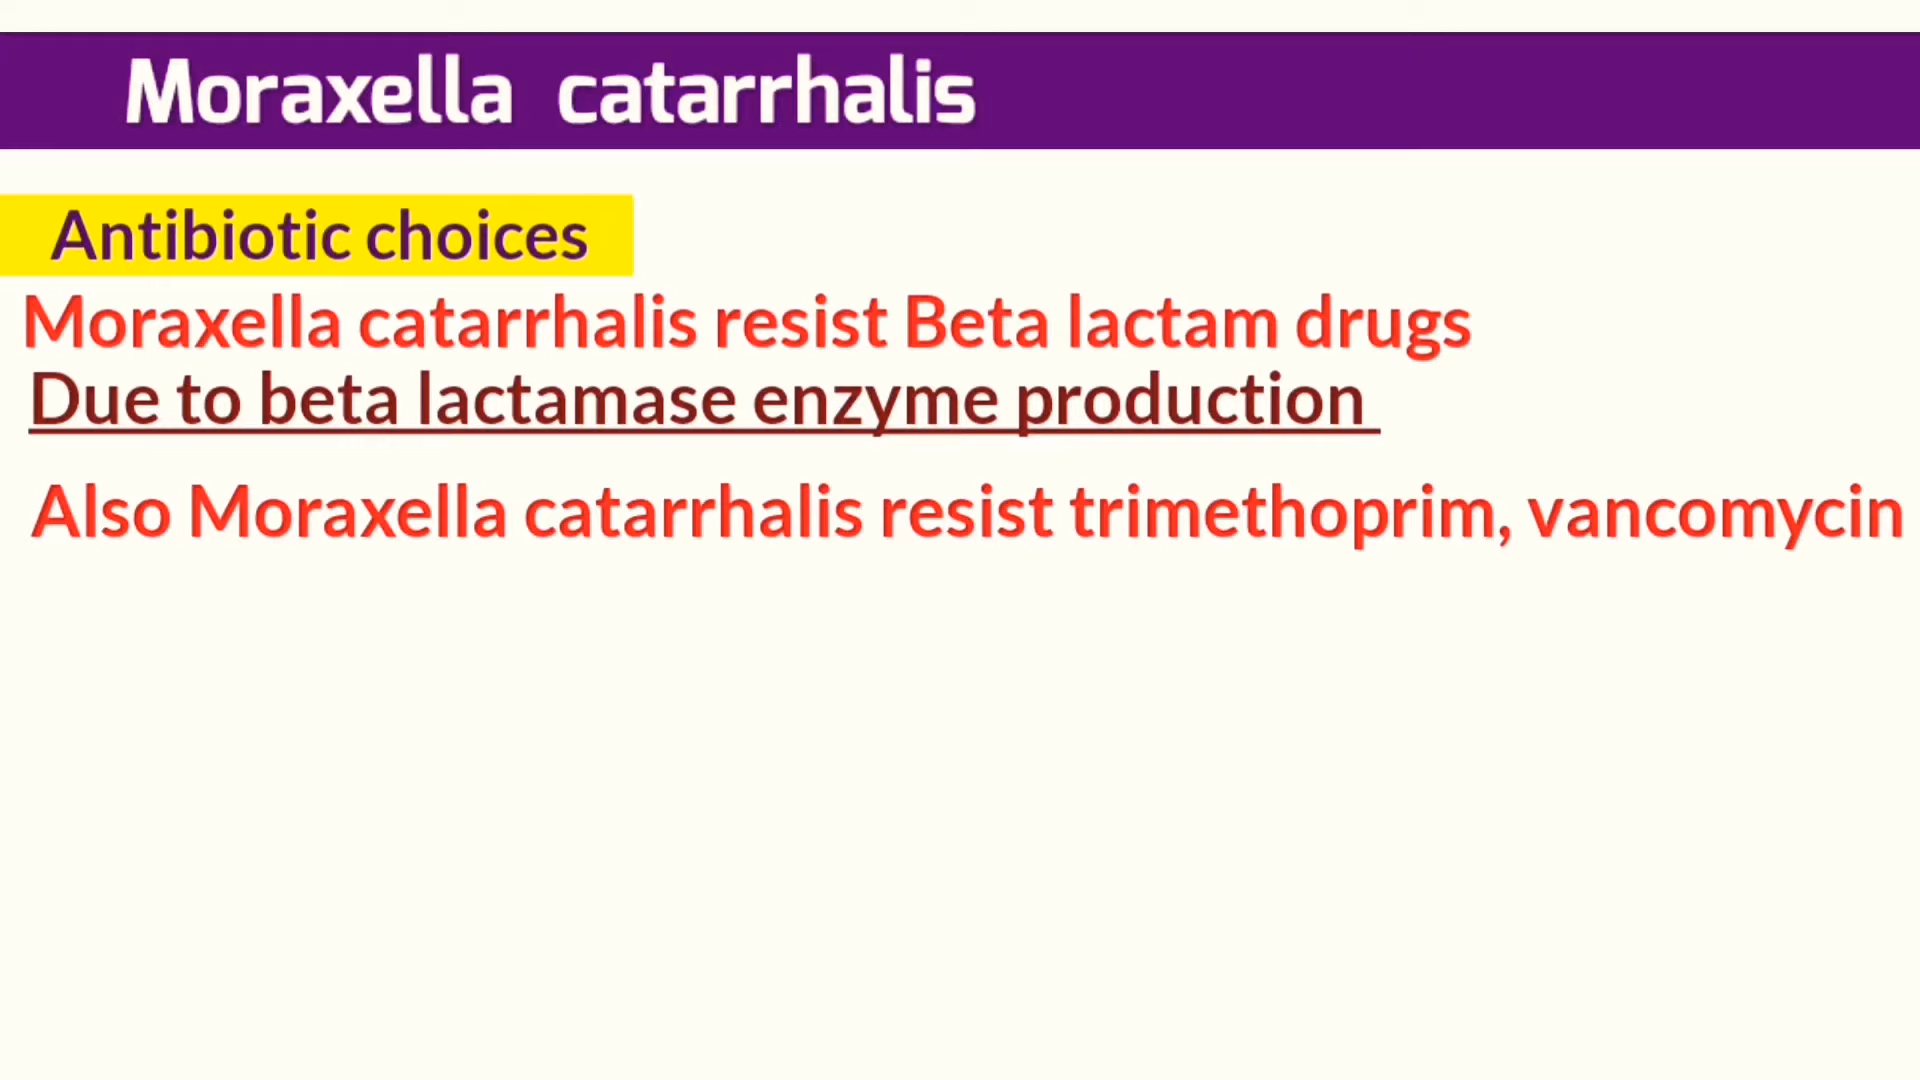 Moraxella catarrhalis
Antibiotic choices
Moraxella catarrhalis resist Beta lactam drugs
Due to beta lactamase enzyme production
Also Moraxella catarrhalis resist trimethoprim, vancomycin